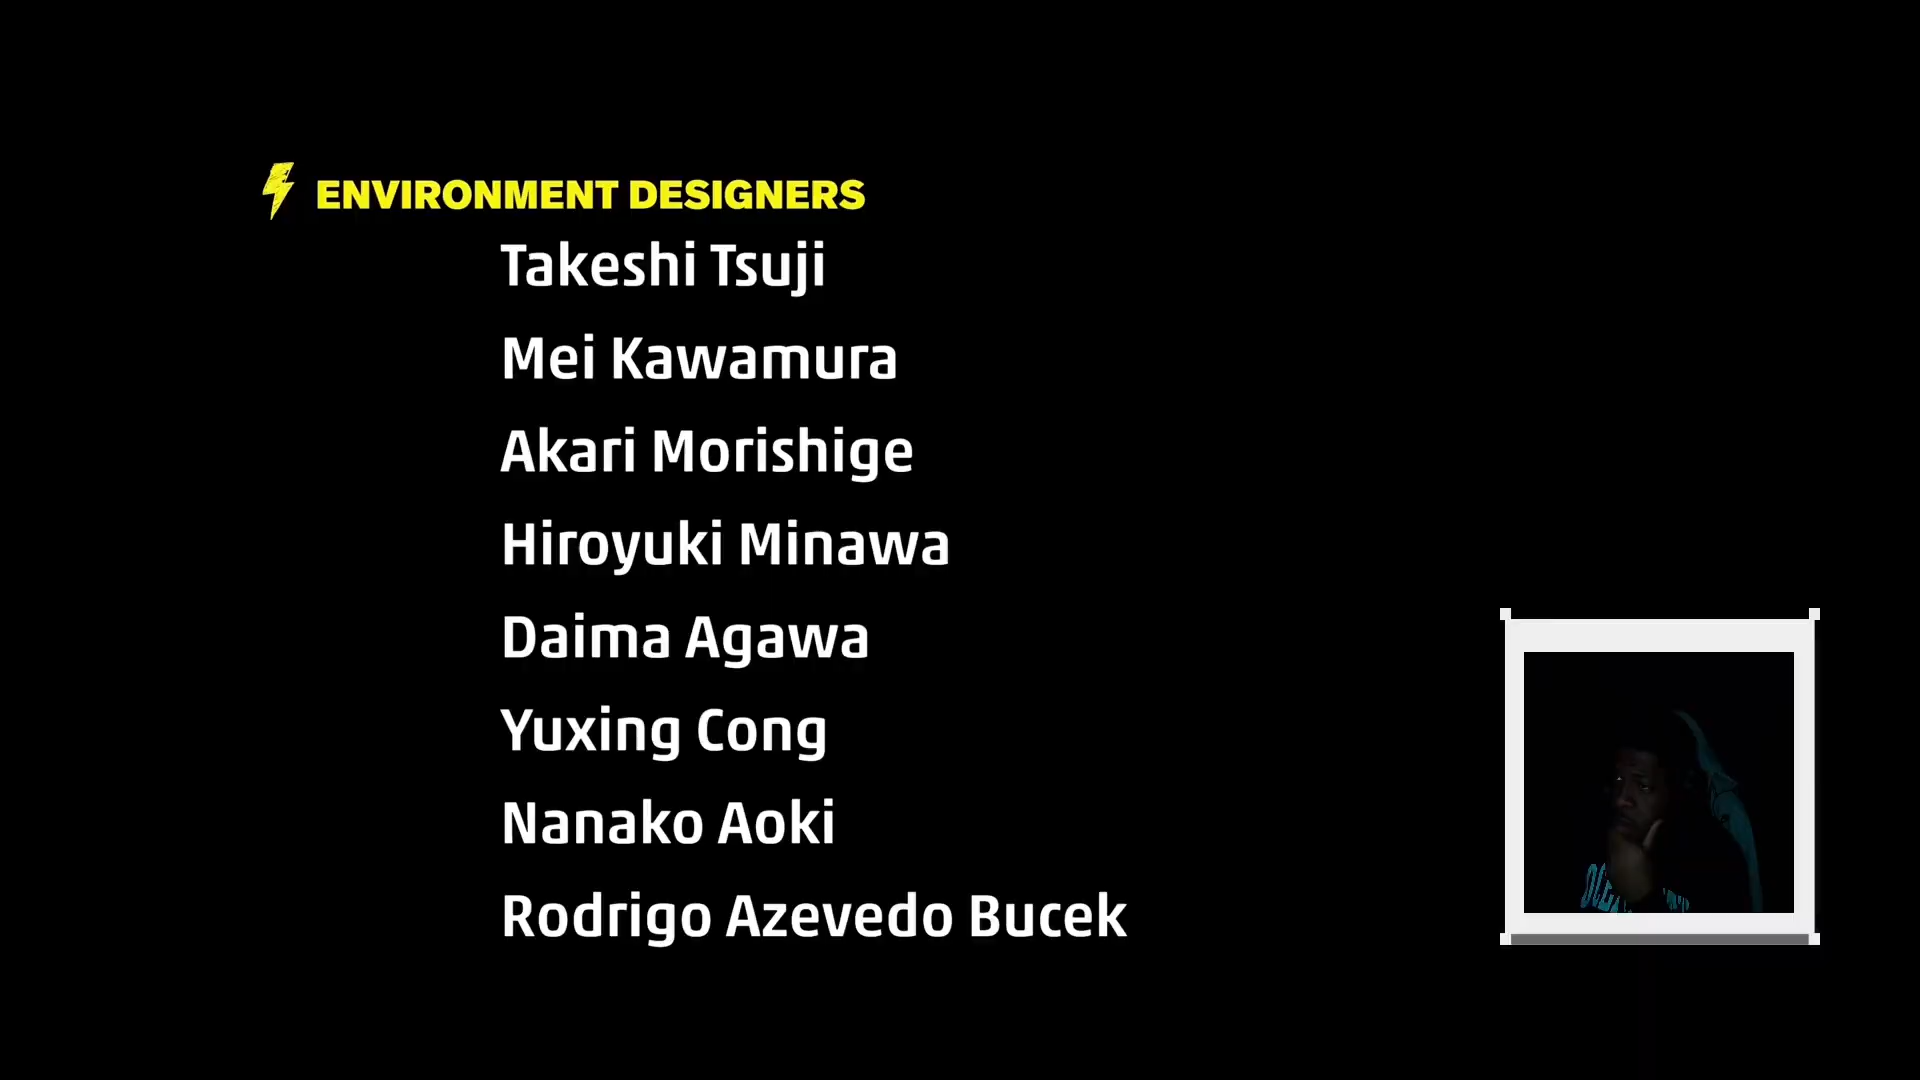 ENVIRONMENT DESIGNERS
Takeshi Tsuji
Mei Kawamura
Akari Morishige
Hiroyuki Minawa
Daima Agawa
Yuxing Cong
Nanako Aoki
Rodrigo Azevedo Bucek